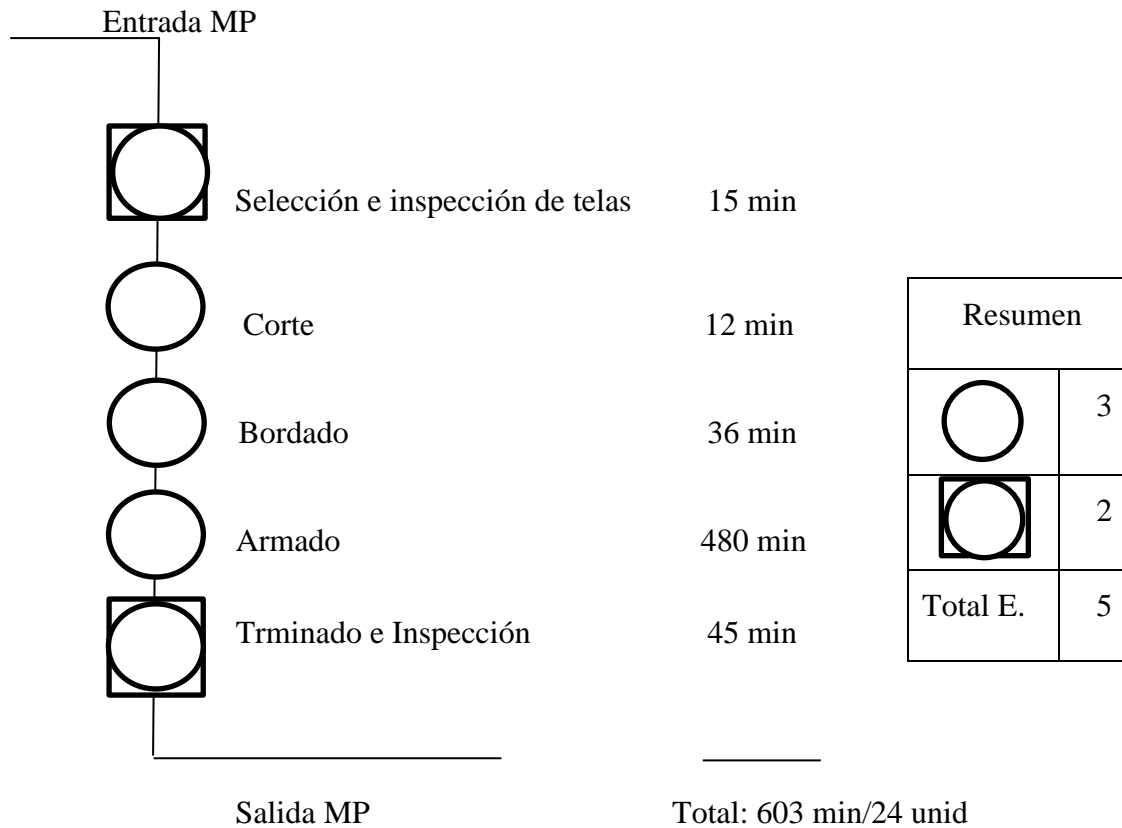 Entrada MP
Selección e inspección de telas 15 min
Corte 12 min
Bordado 36 min
Armado 480 min
Trminado e Inspección 45 min
Salida MP Total: 603 min/24 unid
Resumen
3
2
Total E. 5